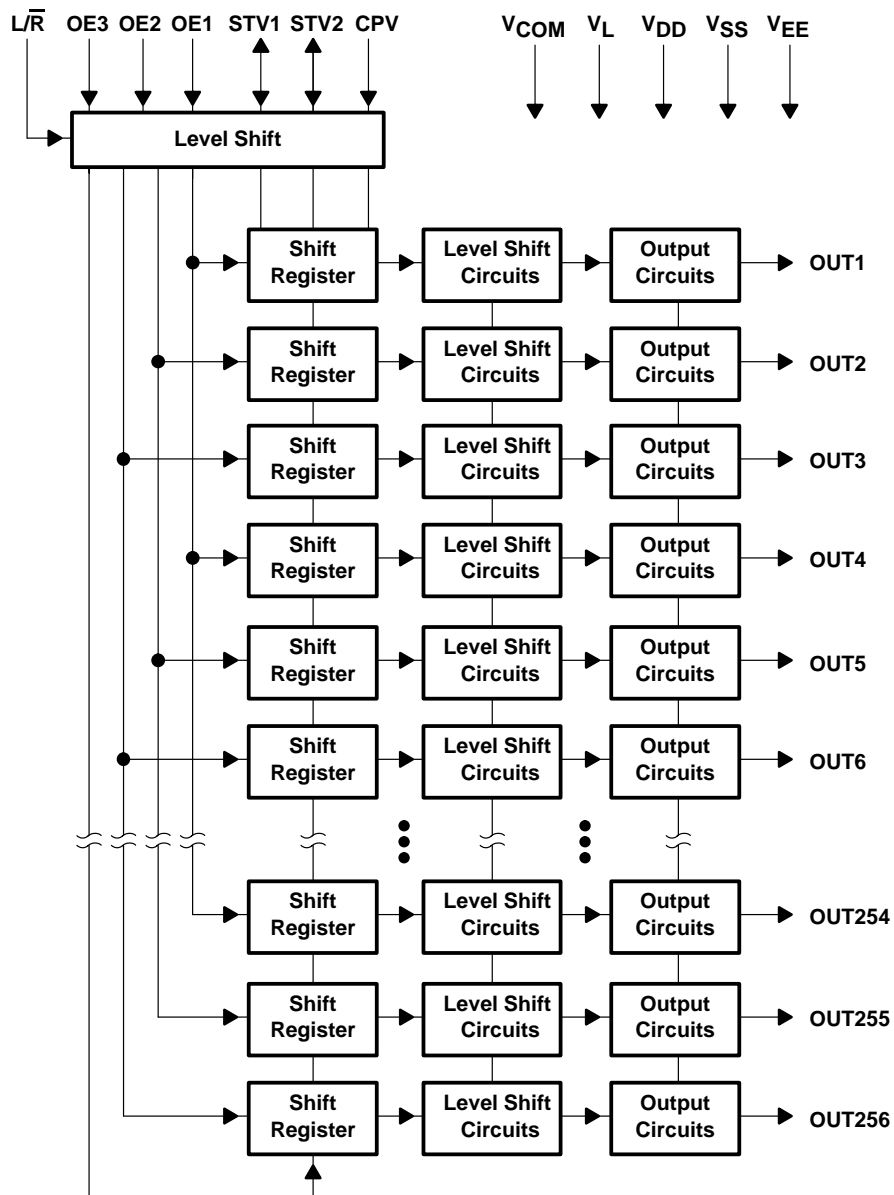 L/R̅ OE3 OE2 OE1 STV1 STV2 CPV VCOM VL VDD VSS VEE
Level Shift
Shift Register Level Shift Circuits Output Circuits OUT1
Shift Register Level Shift Circuits Output Circuits OUT2
Shift Register Level Shift Circuits Output Circuits OUT3
Shift Register Level Shift Circuits Output Circuits OUT4
Shift Register Level Shift Circuits Output Circuits OUT5
Shift Register Level Shift Circuits Output Circuits OUT6
Shift Register Level Shift Circuits Output Circuits OUT254
Shift Register Level Shift Circuits Output Circuits OUT255
Shift Register Level Shift Circuits Output Circuits OUT256